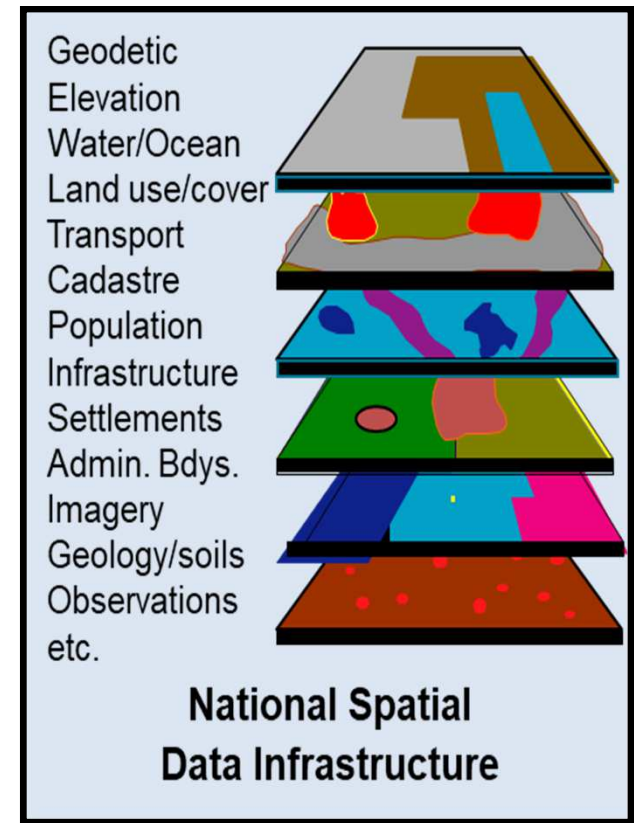 Geodetic
Elevation
Water/Ocean
Land use/cover
Transport
Cadastre
Population
Infrastructure
Settlements
Admin. Bdys.
Imagery
Geology/soils
Observations
etc.
National Spatial
Data Infrastructure